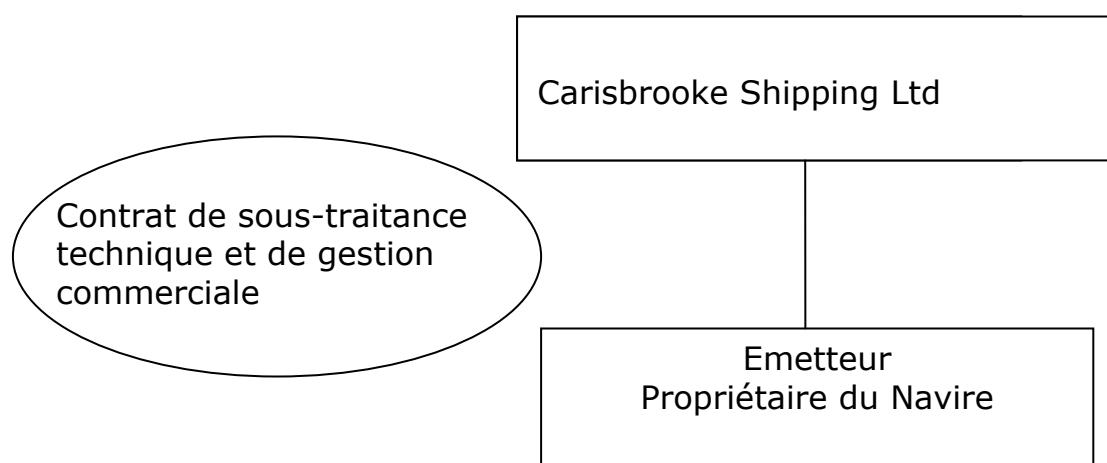 Carisbrooke Shipping Ltd
Contrat de sous-traitance
technique et de gestion
commerciale
Emetteur
Propriétaire du Navire